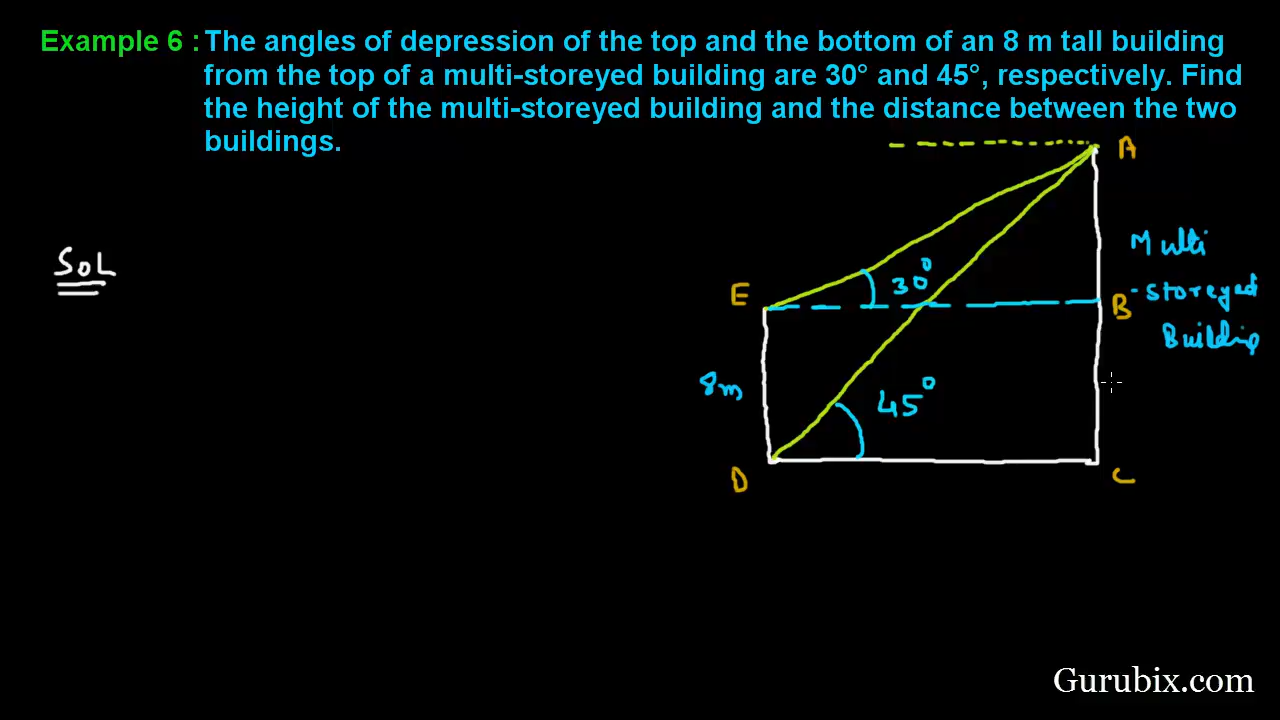 Example 6 : The angles of depression of the top and the bottom of an 8 m tall building
from the top of a multi-storeyed building are 30° and 45°, respectively. Find
the height of the multi-storeyed building and the distance between the two
buildings.
A
SOL
Multi
-storeyed
Building
E
30°
B
8m
45°
D
C
Gurubix.com